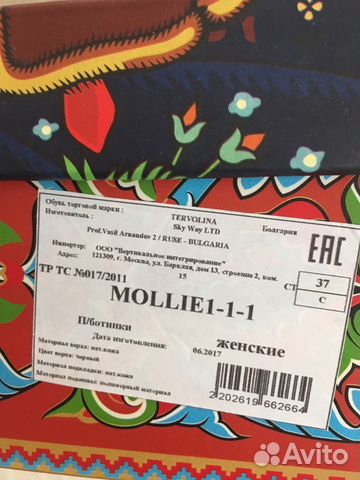 Обувь торговой марки : TERVOLINA Болгария
Изготовитель : Sky Way LTD
Prof.Vasil Arnaudov 2 / RUSE - BULGARIA
Импортер: ООО "Вертикальное интегрирование"
Адрес: 121309, г. Москва, ул. Барклая, дом 13, строение 2, ком.
15
ТР ТС №017/2011
EAC
СТ 37
С
MOLLIE1-1-1
П/ботинки женские
Дата изготовления: 06.2017
Материал верха: нат.кожа
Цвет верха: черный
Материал подкладки: нат.кожа
Материал подошвы: полимерный материал
2 202619 662664
Avito